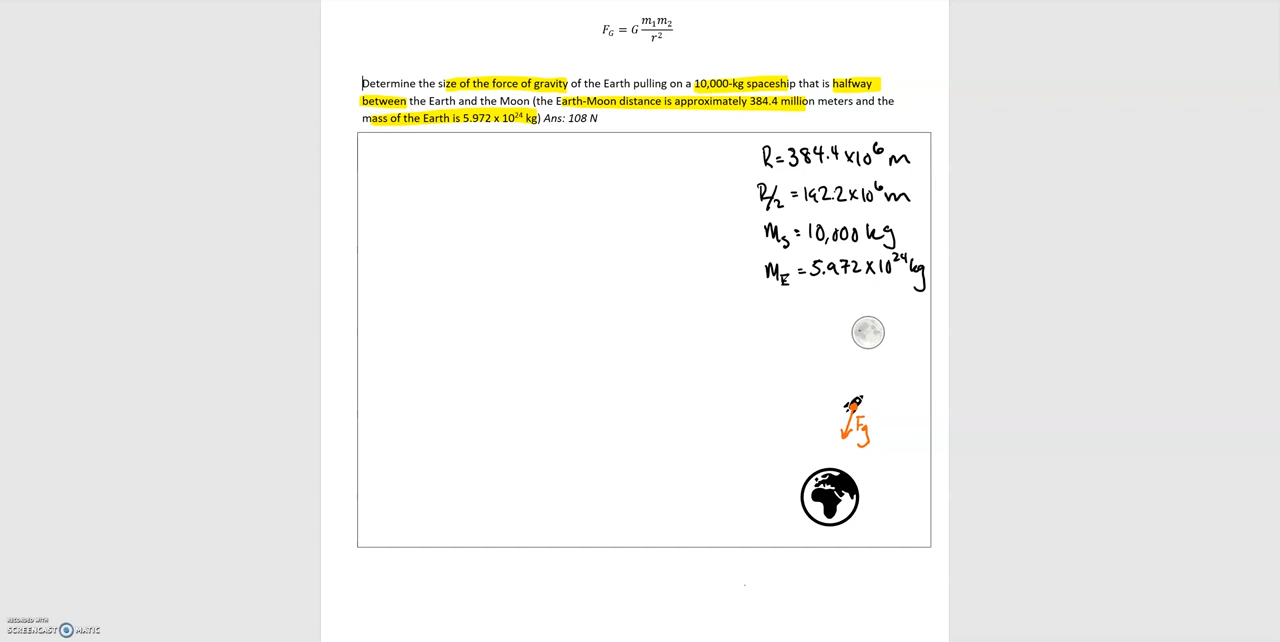 F_G = G m₁m₂ / r²
Determine the size of the force of gravity of the Earth pulling on a 10,000-kg spaceship that is halfway
between the Earth and the Moon (the Earth-Moon distance is approximately 384.4 million meters and the
mass of the Earth is 5.972 x 10²⁴ kg) Ans: 108 N
R = 384.4 x10⁶ m
R/2 = 192.2 x10⁶ m
m_s = 10,000 kg
m_E = 5.972 x 10²⁴ kg
Fg
RECORDED WITH
SCREENCAST MATIC